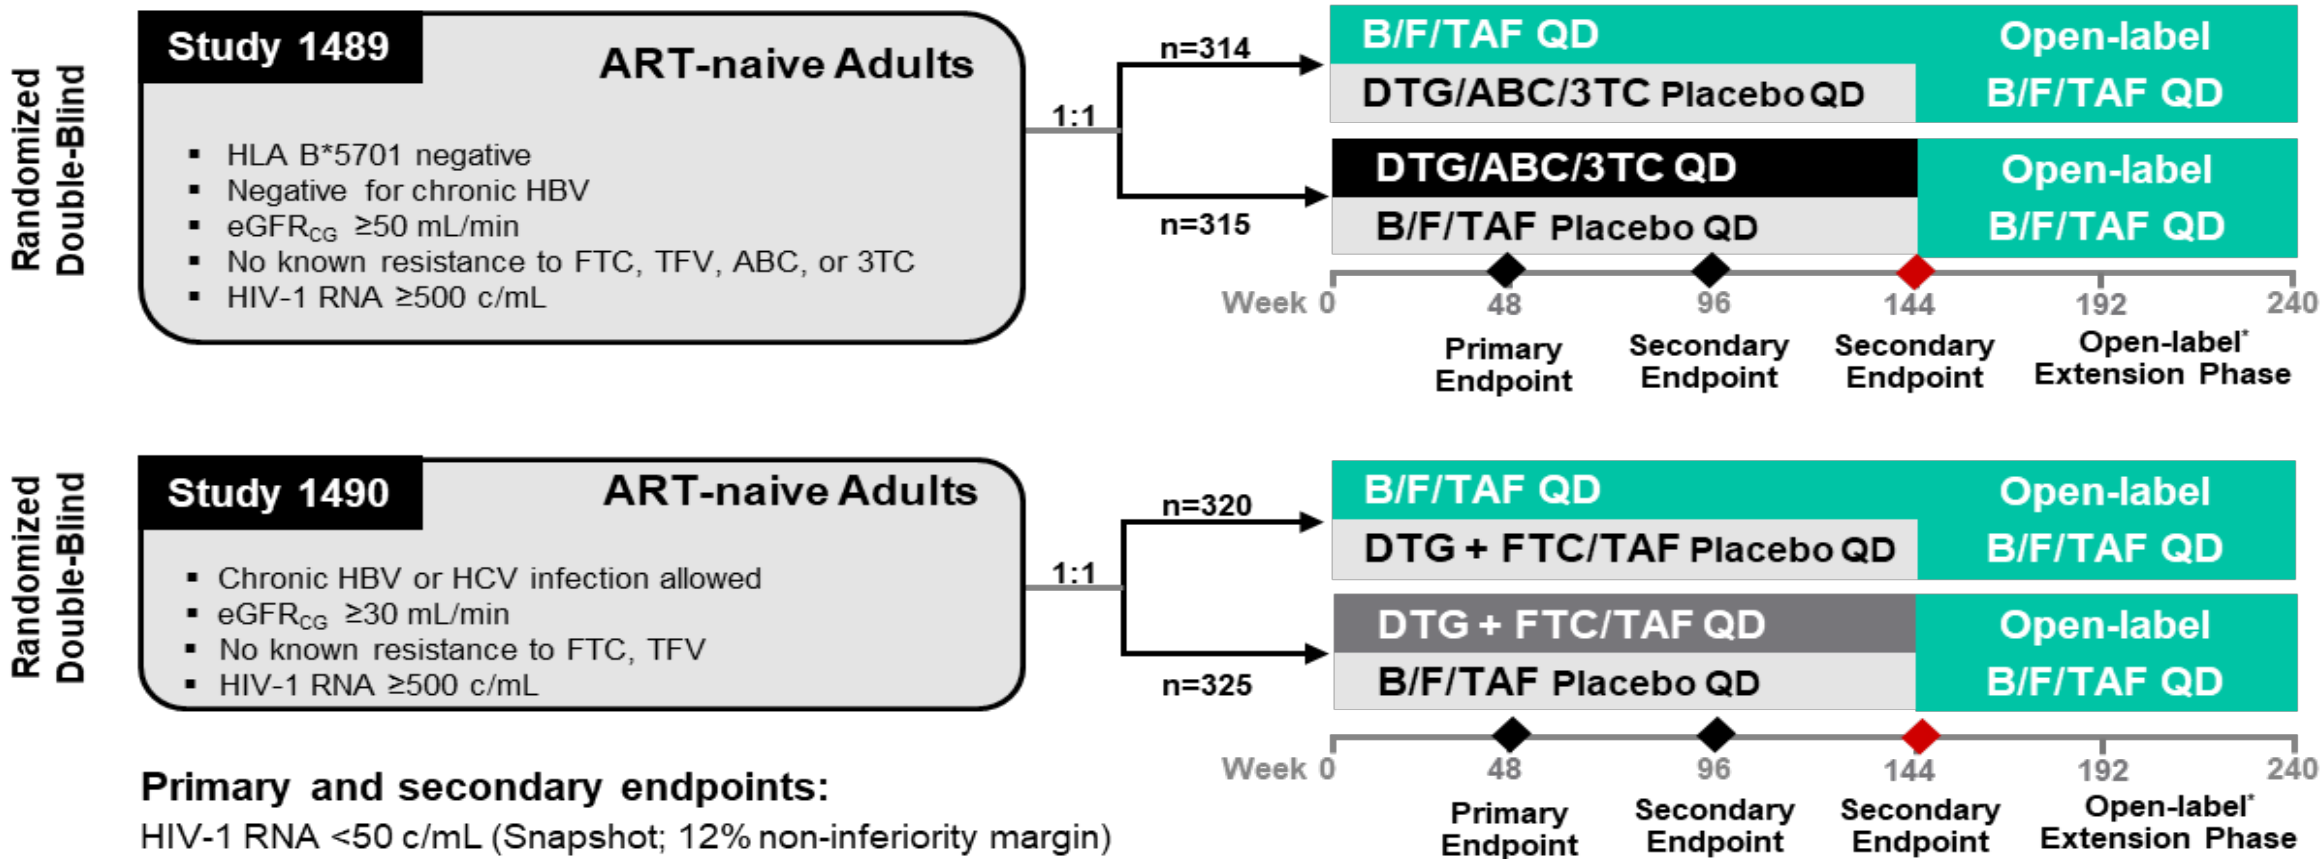 Randomized
Double-Blind
Study 1489
ART-naive Adults
▪ HLA B*5701 negative
▪ Negative for chronic HBV
▪ eGFRCG ≥50 mL/min
▪ No known resistance to FTC, TFV, ABC, or 3TC
▪ HIV-1 RNA ≥500 c/mL
1:1
n=314
n=315
B/F/TAF QD
DTG/ABC/3TC Placebo QD
Open-label
B/F/TAF QD
DTG/ABC/3TC QD
B/F/TAF Placebo QD
Open-label
B/F/TAF QD
Week 0 48 96 144 192 240
Primary
Endpoint
Secondary
Endpoint
Secondary
Endpoint
Open-label*
Extension Phase
Randomized
Double-Blind
Study 1490
ART-naive Adults
▪ Chronic HBV or HCV infection allowed
▪ eGFRCG ≥30 mL/min
▪ No known resistance to FTC, TFV
▪ HIV-1 RNA ≥500 c/mL
1:1
n=320
n=325
B/F/TAF QD
DTG + FTC/TAF Placebo QD
Open-label
B/F/TAF QD
DTG + FTC/TAF QD
B/F/TAF Placebo QD
Open-label
B/F/TAF QD
Week 0 48 96 144 192 240
Primary
Endpoint
Secondary
Endpoint
Secondary
Endpoint
Open-label*
Extension Phase
Primary and secondary endpoints:
HIV-1 RNA <50 c/mL (Snapshot; 12% non-inferiority margin)